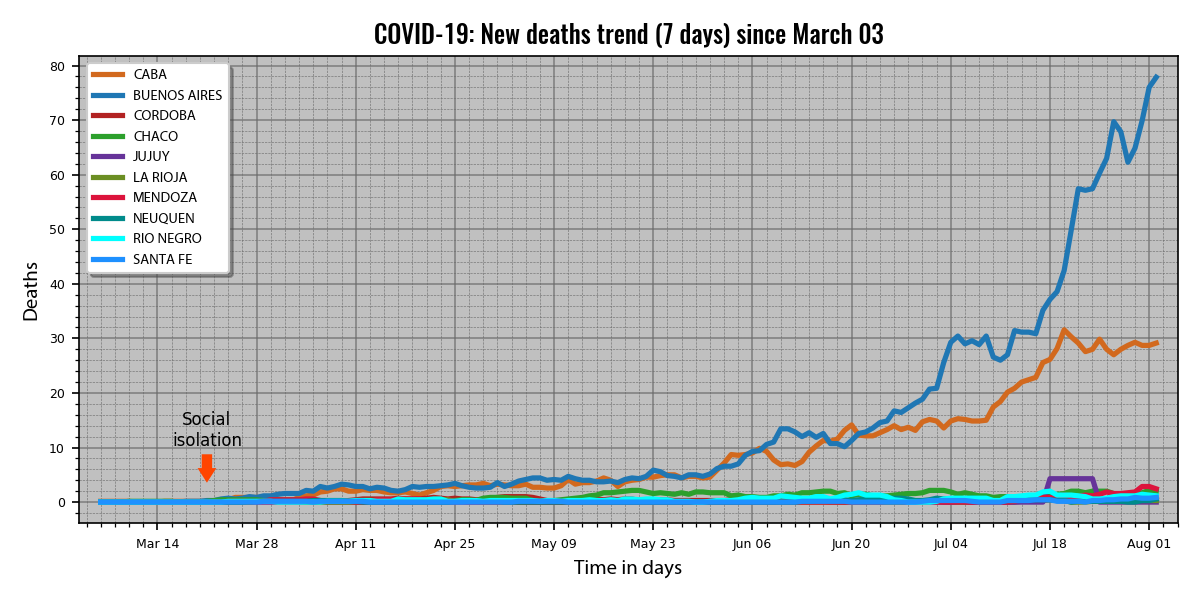 COVID-19: New deaths trend (7 days) since March 03
CABA
BUENOS AIRES
CORDOBA
CHACO
JUJUY
LA RIOJA
MENDOZA
NEUQUEN
RIO NEGRO
SANTA FE
Deaths
80
70
60
50
40
30
20
10
0
Social
isolation
Mar 14 Mar 28 Apr 11 Apr 25 May 09 May 23 Jun 06 Jun 20 Jul 04 Jul 18 Aug 01
Time in days